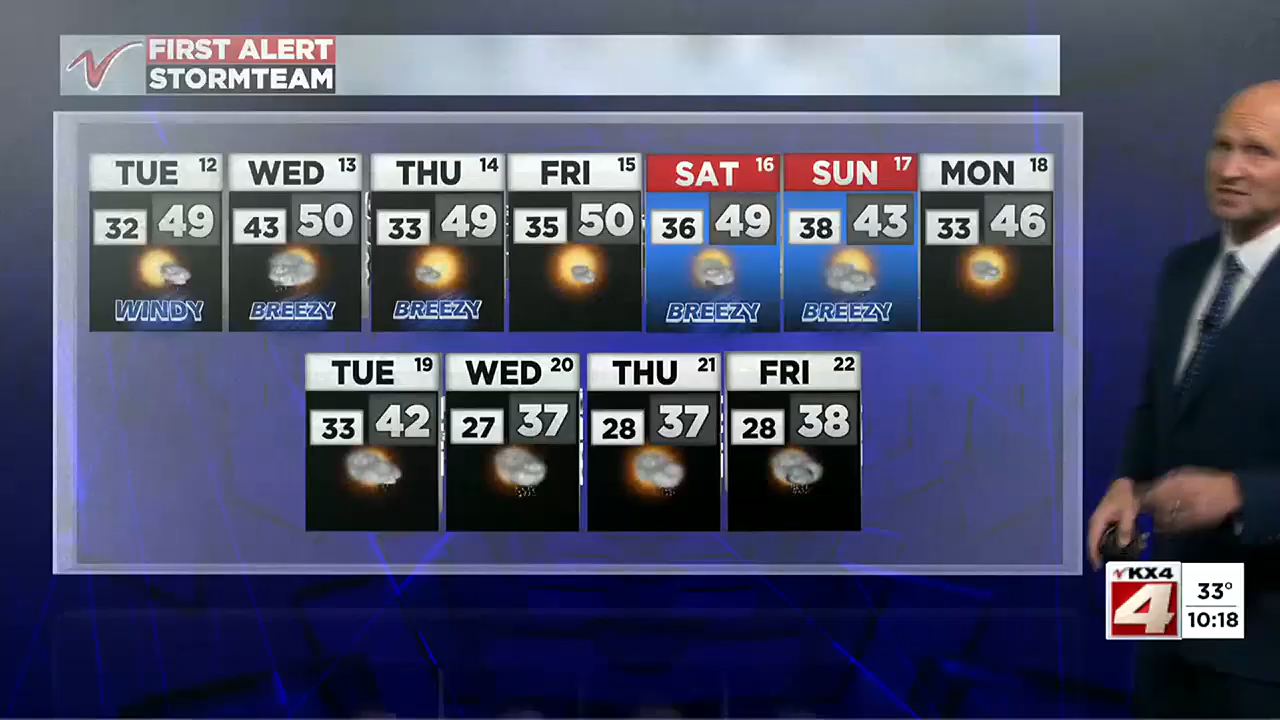 FIRST ALERT
STORMTEAM
TUE 12
WED 13
THU 14
FRI 15
SAT 16
SUN 17
MON 18
32 49
43 50
33 49
35 50
36 49
38 43
33 46
WINDY
BREEZY
BREEZY
BREEZY
BREEZY
TUE 19
WED 20
THU 21
FRI 22
33 42
27 37
28 37
28 38
KX4
4
33°
10:18